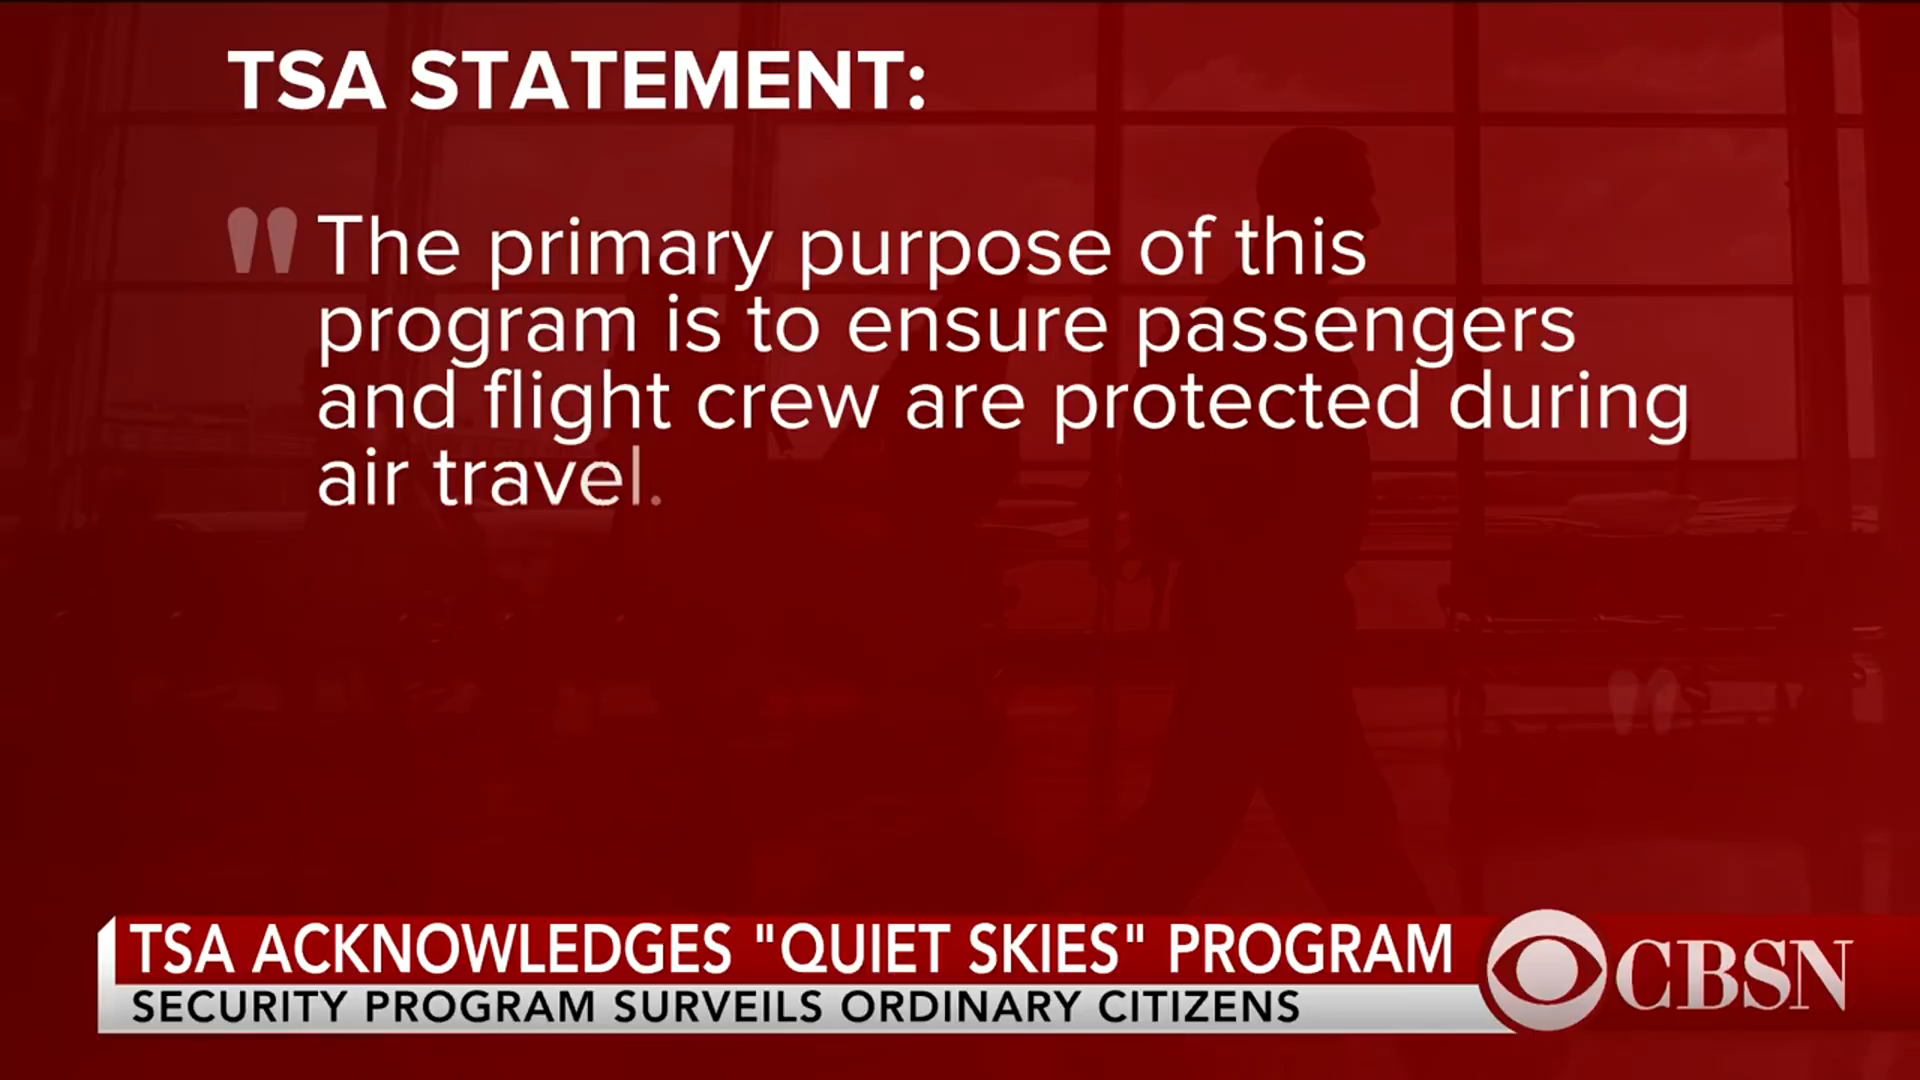 TSA STATEMENT:
"The primary purpose of this
program is to ensure passengers
and flight crew are protected during
air travel.
"
TSA ACKNOWLEDGES "QUIET SKIES" PROGRAM
SECURITY PROGRAM SURVEILS ORDINARY CITIZENS
CBSN